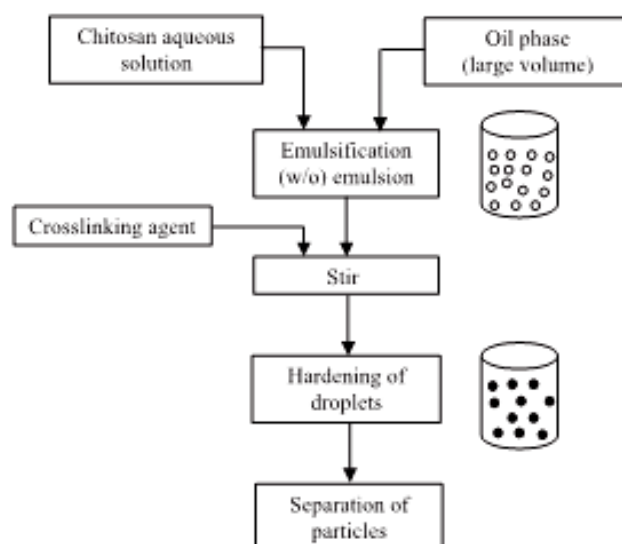 Chitosan aqueous
solution
Oil phase
(large volume)
Emulsification
(w/o) emulsion
Crosslinking agent
Stir
Hardening of
droplets
Separation of
particles